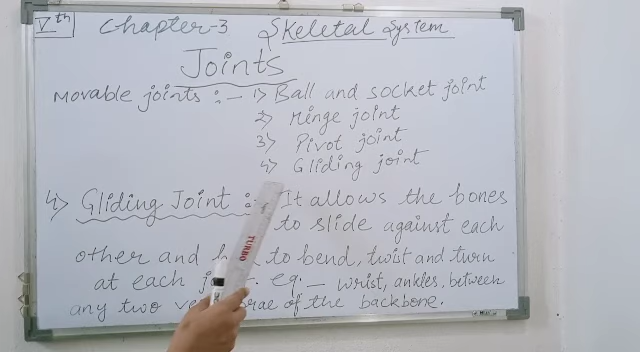 Vth Chapter-3 Skeletal System
Joints
Movable joints :- 1) Ball and socket joint
2) Hinge joint
3) Pivot joint
4) Gliding joint
4) Gliding Joint :- It allows the bones
to slide against each
other and to bend, twist and turn
at each eg. - wrist, ankles, between
any two of the backbone.
TURBO